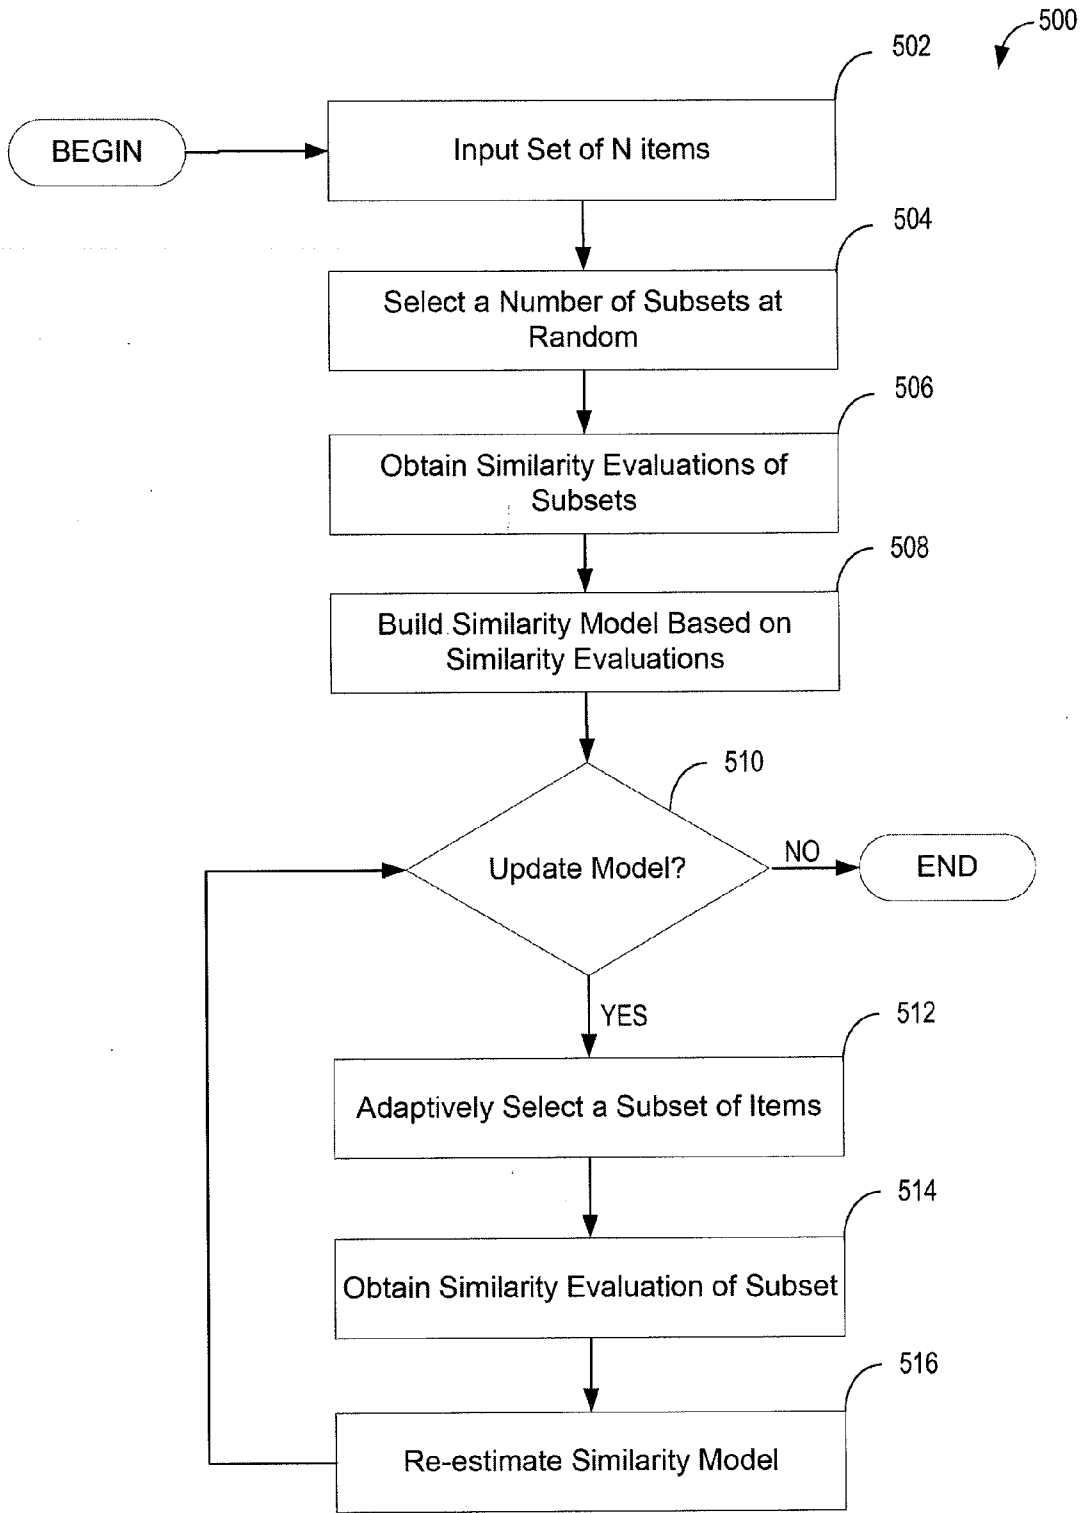 500
502
BEGIN
Input Set of N items
504
Select a Number of Subsets at
Random
506
Obtain Similarity Evaluations of
Subsets
508
Build Similarity Model Based on
Similarity Evaluations
510
Update Model?
NO
END
YES
512
Adaptively Select a Subset of Items
514
Obtain Similarity Evaluation of Subset
516
Re-estimate Similarity Model